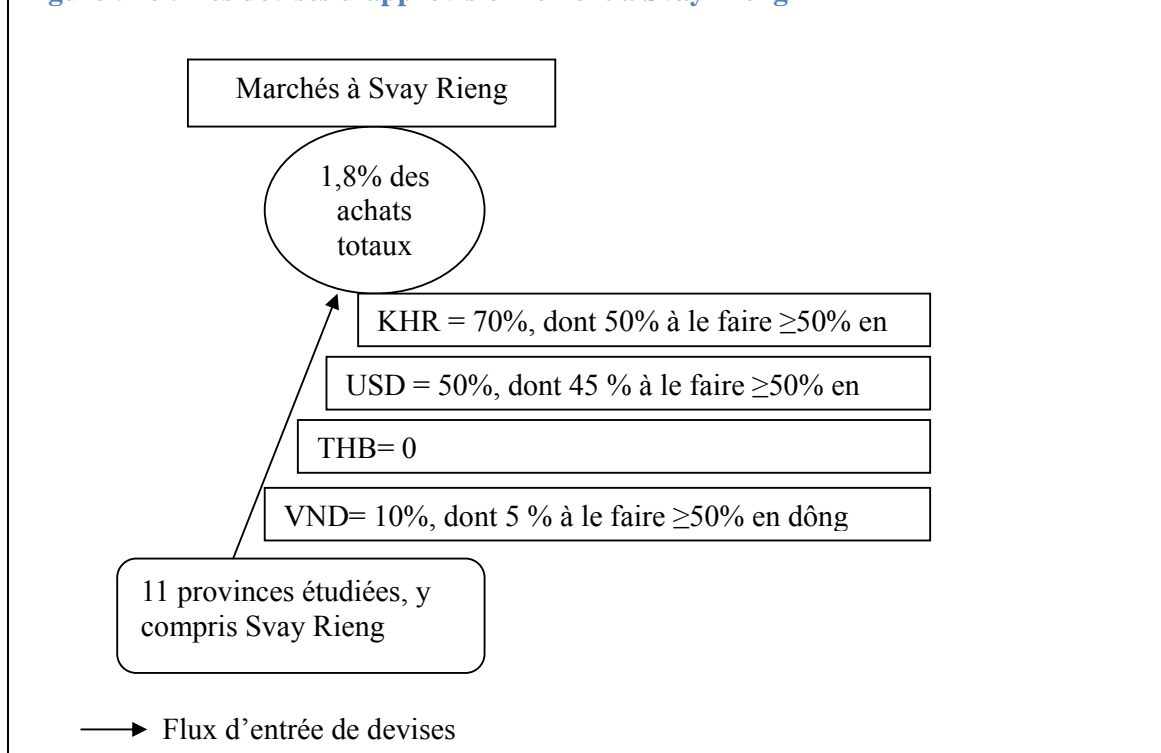 Marchés à Svay Rieng
1,8% des
achats
totaux
KHR = 70%, dont 50% à le faire ≥50% en
USD = 50%, dont 45 % à le faire ≥50% en
THB= 0
VND= 10%, dont 5 % à le faire ≥50% en dông
11 provinces étudiées, y
compris Svay Rieng
Flux d’entrée de devises